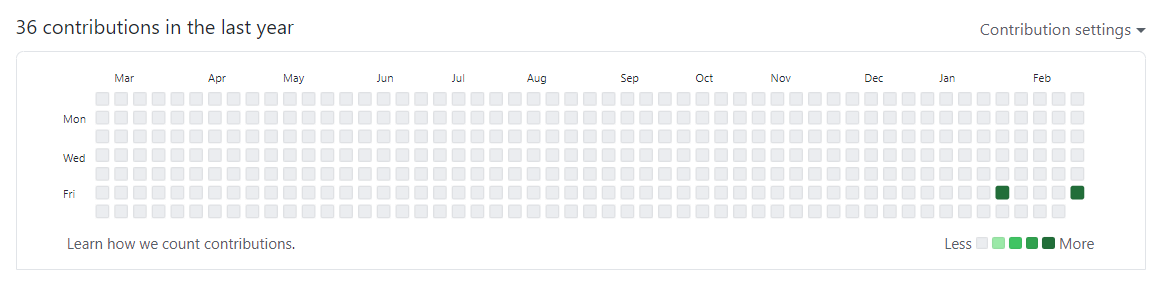 36 contributions in the last year
Contribution settings
Mar Apr May Jun Jul Aug Sep Oct Nov Dec Jan Feb
Mon
Wed
Fri
Learn how we count contributions.
Less More